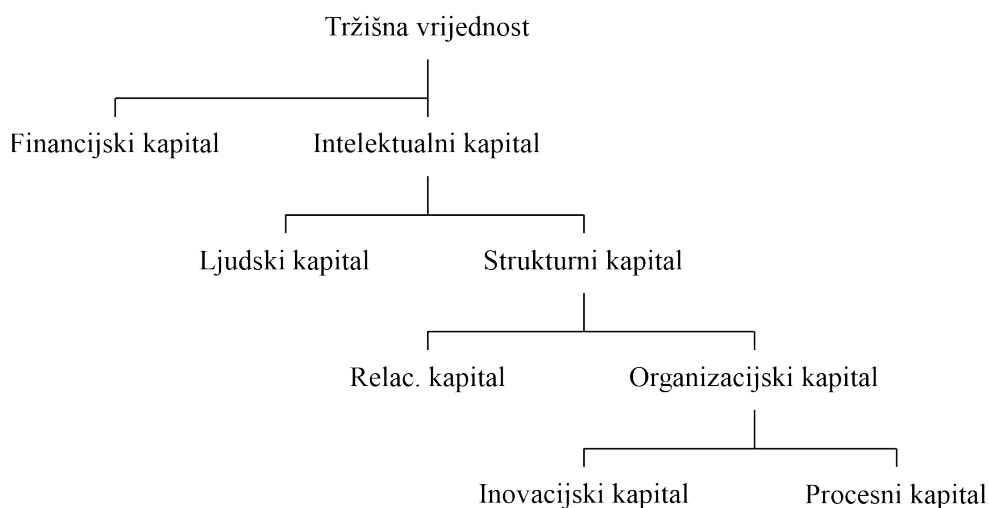 Tržišna vrijednost
Financijski kapital
Intelektualni kapital
Ljudski kapital
Strukturni kapital
Relac. kapital
Organizacijski kapital
Inovacijski kapital
Procesni kapital